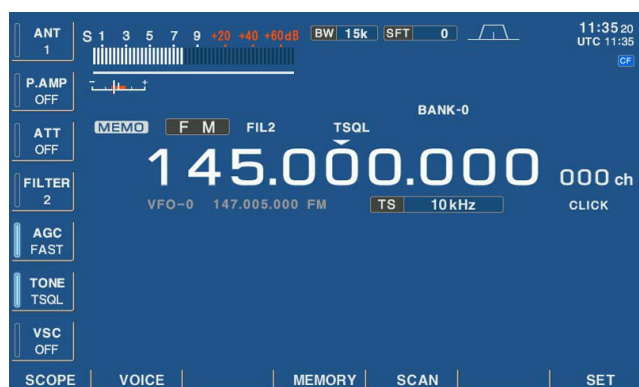 ANT
1
S 1 3 5 7 9 +20 +40 +60dB
BW 15k SFT 0
11:35 20
UTC 11:35
CF
P.AMP
OFF
- +
BANK-0
ATT
OFF
MEMO FM FIL2 TSQL
145.000.000
000 ch
FILTER
2
VFO-0 147.005.000 FM
TS 10kHz
CLICK
AGC
FAST
TONE
TSQL
VSC
OFF
SCOPE VOICE MEMORY SCAN SET